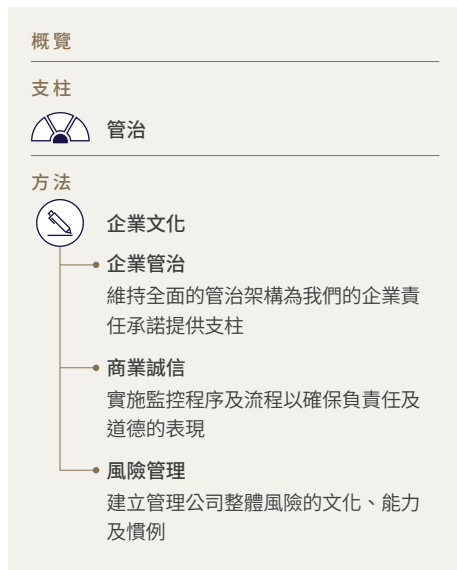 概覽
支柱
管治
方法
企業文化
企業管治
維持全面的管治架構為我們的企業責
任承諾提供支柱
商業誠信
實施監控程序及流程以確保負責任及
道德的表現
風險管理
建立管理公司整體風險的文化、能力
及慣例